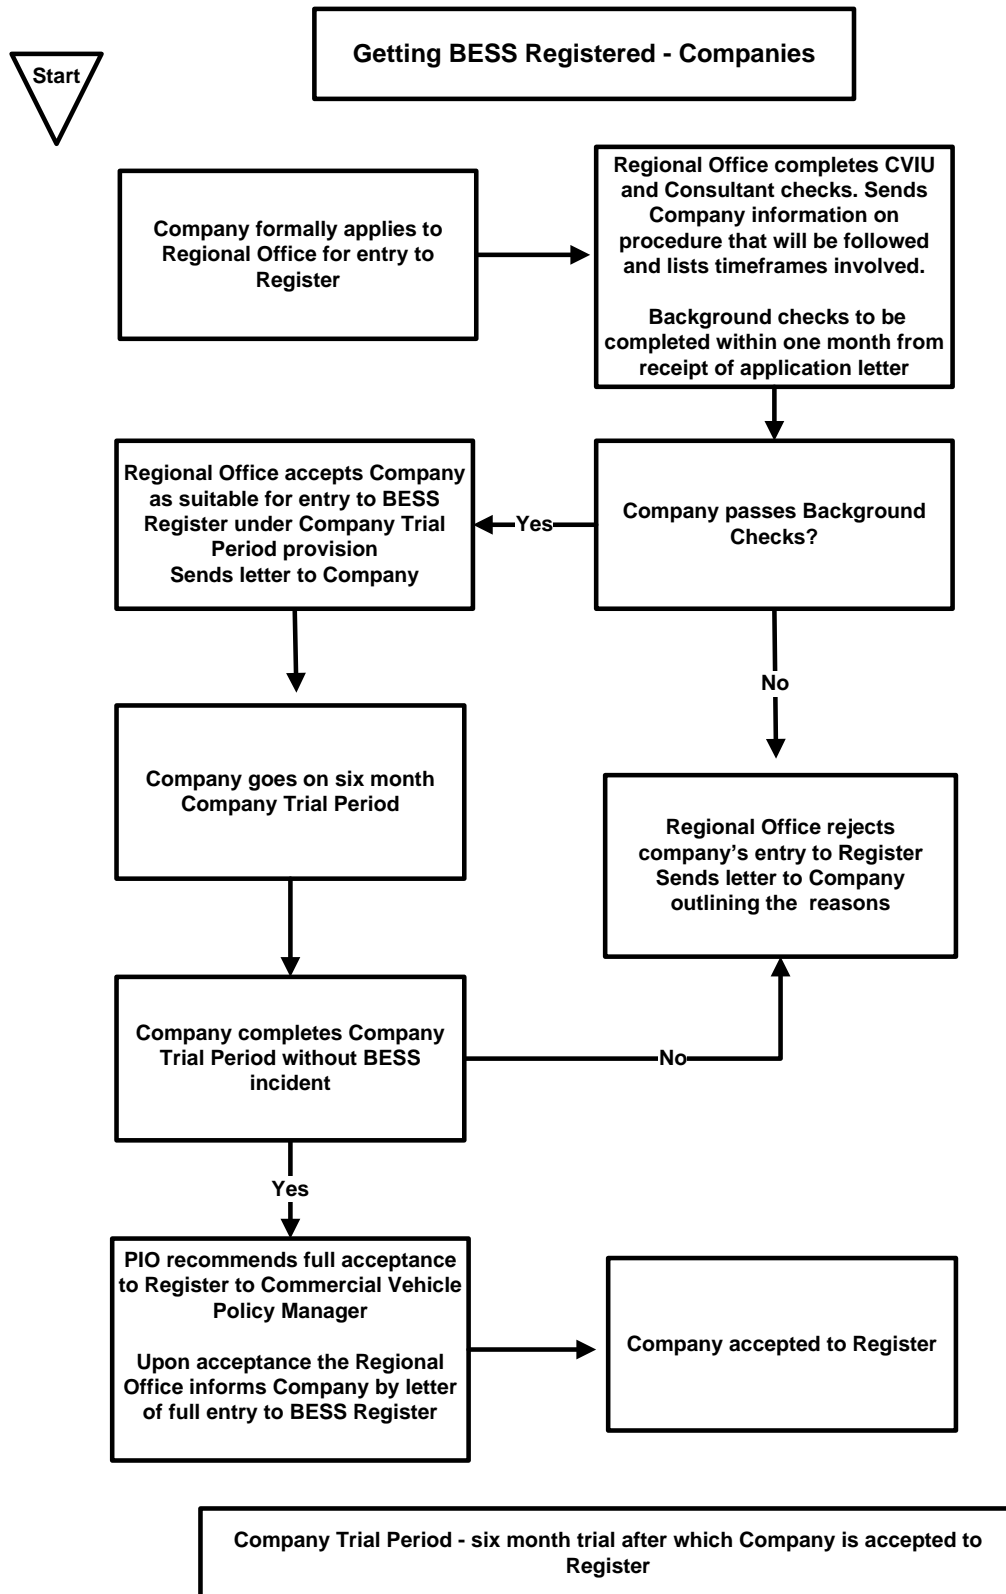 Getting BESS Registered - Companies
Start
Company formally applies to
Regional Office for entry to
Register
Regional Office completes CVIU
and Consultant checks. Sends
Company information on
procedure that will be followed
and lists timeframes involved.
Background checks to be
completed within one month from
receipt of application letter
Regional Office accepts Company
as suitable for entry to BESS
Register under Company Trial
Period provision
Sends letter to Company
Yes
Company passes Background
Checks?
No
Company goes on six month
Company Trial Period
Regional Office rejects
company's entry to Register
Sends letter to Company
outlining the  reasons
Company completes Company
Trial Period without BESS
incident
No
Yes
PIO recommends full acceptance
to Register to Commercial Vehicle
Policy Manager
Upon acceptance the Regional
Office informs Company by letter
of full entry to BESS Register
Company accepted to Register
Company Trial Period - six month trial after which Company is accepted to
Register